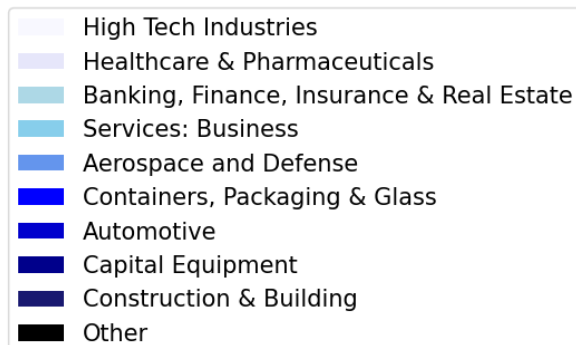 High Tech Industries
Healthcare & Pharmaceuticals
Banking, Finance, Insurance & Real Estate
Services: Business
Aerospace and Defense
Containers, Packaging & Glass
Automotive
Capital Equipment
Construction & Building
Other